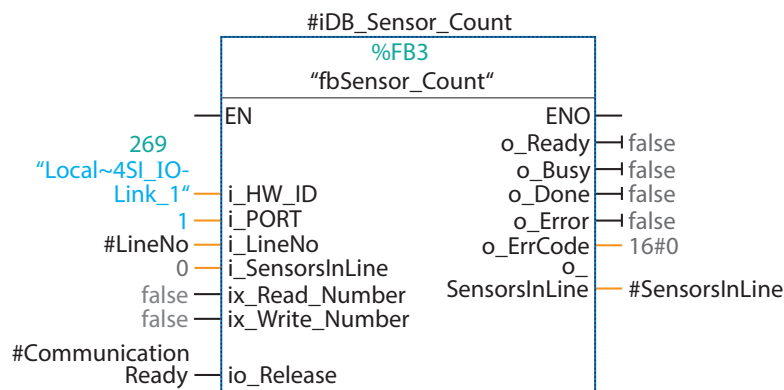 #iDB_Sensor_Count
%FB3
“fbSensor_Count“
EN ENO
269
“Local~4SI_IO-
Link_1“ i_HW_ID
1 i_PORT
#LineNo i_LineNo
0 i_SensorsInLine
false ix_Read_Number
false ix_Write_Number
#Communication
Ready io_Release
o_Ready false
o_Busy false
o_Done false
o_Error false
o_ErrCode 16#0
o_
SensorsInLine #SensorsInLine